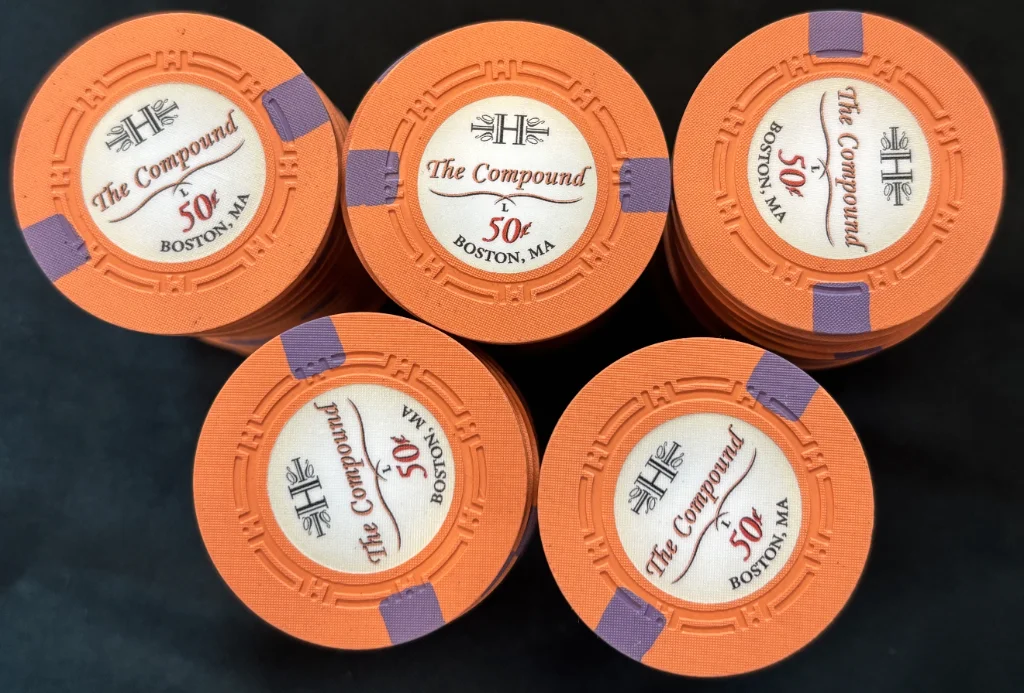 H
The Compound
L
50¢
BOSTON, MA
H
The Compound
L
50¢
BOSTON, MA
H
The Compound
L
50¢
BOSTON, MA
H
The Compound
L
50¢
BOSTON, MA
H
The Compound
L
50¢
BOSTON, MA